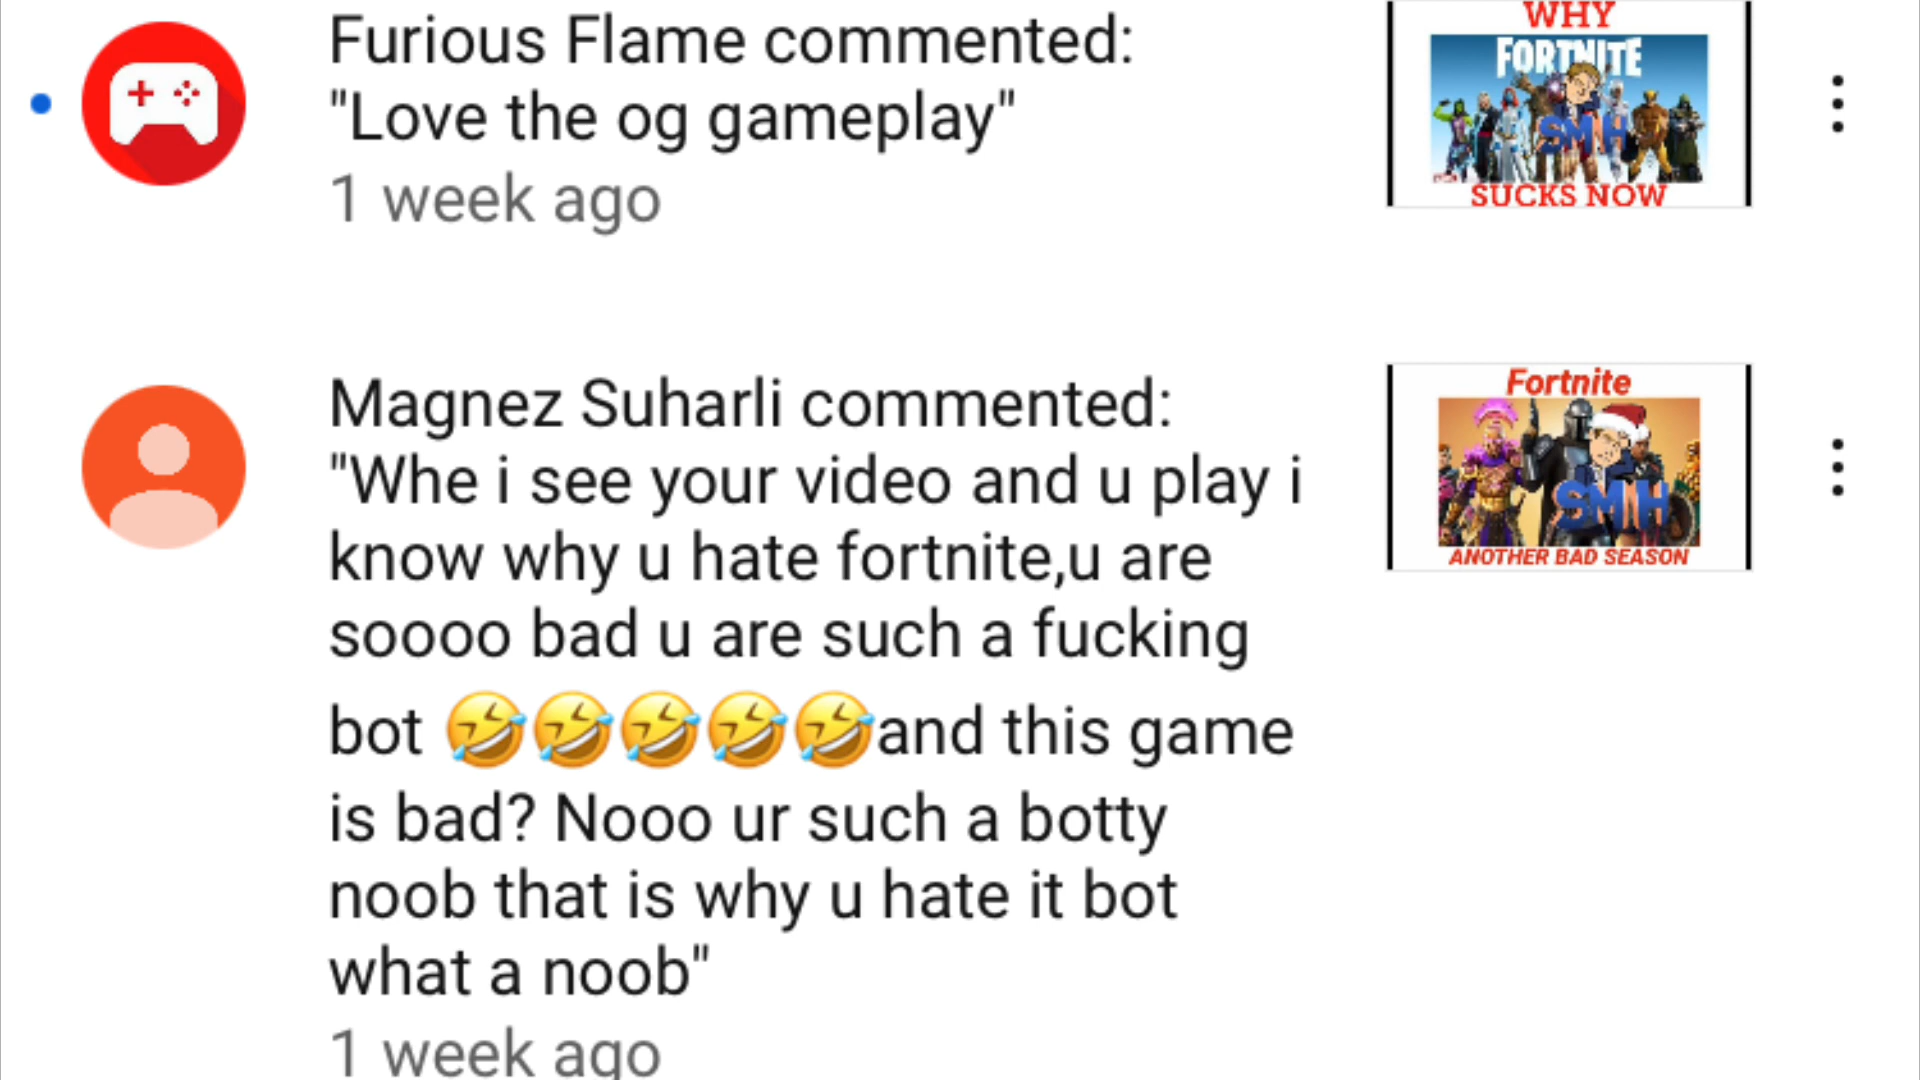 Furious Flame commented:
"Love the og gameplay"
1 week ago
WHY
FORTNITE
SMH
SUCKS NOW
Magnez Suharli commented:
"Whe i see your video and u play i
know why u hate fortnite,u are
soooo bad u are such a fucking
bot 🤣🤣🤣🤣🤣and this game
is bad? Nooo ur such a botty
noob that is why u hate it bot
what a noob"
1 week ago
Fortnite
SMH
ANOTHER BAD SEASON